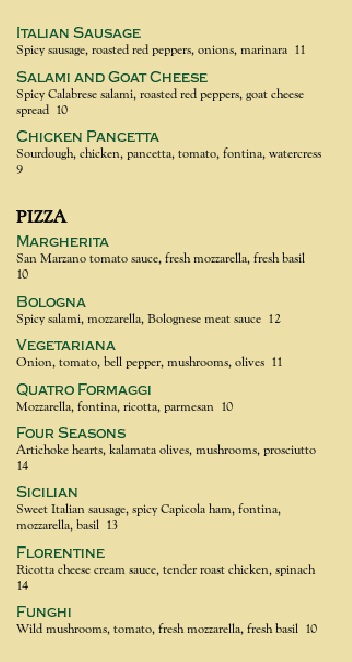 Italian Sausage
Spicy sausage, roasted red peppers, onions, marinara 11
Salami and Goat Cheese
Spicy Calabrese salami, roasted red peppers, goat cheese
spread 10
Chicken Pancetta
Sourdough, chicken, pancetta, tomato, fontina, watercress
9
PIZZA
Margherita
San Marzano tomato sauce, fresh mozzarella, fresh basil
10
Bologna
Spicy salami, mozzarella, Bolognese meat sauce 12
Vegetariana
Onion, tomato, bell pepper, mushrooms, olives 11
Quatro Formaggi
Mozzarella, fontina, ricotta, parmesan 10
Four Seasons
Artichoke hearts, kalamata olives, mushrooms, prosciutto
14
Sicilian
Sweet Italian sausage, spicy Capicola ham, fontina,
mozzarella, basil 13
Florentine
Ricotta cheese cream sauce, tender roast chicken, spinach
14
Funghi
Wild mushrooms, tomato, fresh mozzarella, fresh basil 10